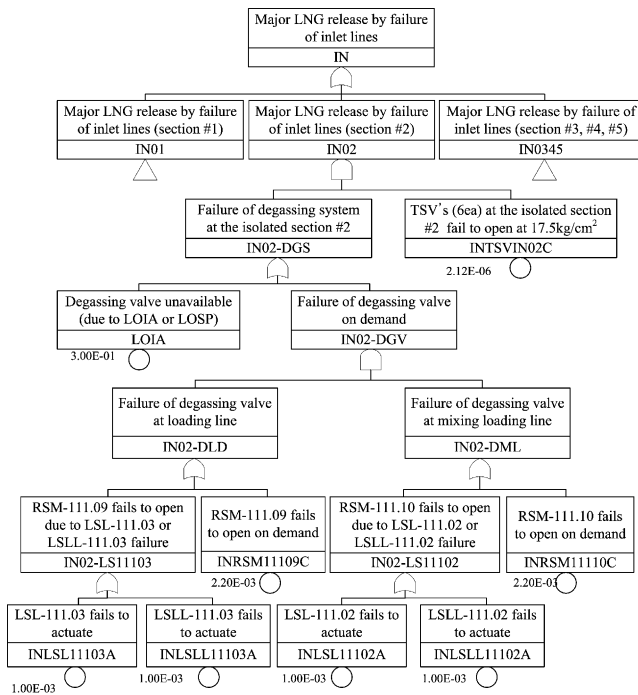 Major LNG release by failure
of inlet lines
IN
Major LNG release by failure
of inlet lines (section #1)
IN01
Major LNG release by failure
of inlet lines (section #2)
IN02
Major LNG release by failure of
inlet lines (section #3, #4, #5)
IN0345
Failure of degassing system
at the isolated section #2
IN02-DGS
TSV's (6ea) at the isolated section
#2 fail to open at 17.5kg/cm²
INTSVIN02C
2.12E-06
Degassing valve unavailable
(due to LOIA or LOSP)
LOIA
3.00E-01
Failure of degassing valve
on demand
IN02-DGV
Failure of degassing valve
at loading line
IN02-DLD
Failure of degassing valve
at mixing loading line
IN02-DML
RSM-111.09 fails to open
due to LSL-111.03 or
LSLL-111.03 failure
IN02-LS11103
RSM-111.09 fails
to open on demand
INRSM11109C
2.20E-03
RSM-111.10 fails to open
due to LSL-111.02 or
LSLL-111.02 failure
IN02-LS11102
RSM-111.10 fails
to open on demand
INRSM11110C
2.20E-03
LSL-111.03 fails to
actuate
INLSL11103A
1.00E-03
LSLL-111.03 fails
to actuate
INLSLL11103A
1.00E-03
LSL-111.02 fails to
actuate
INLSL11102A
1.00E-03
LSLL-111.02 fails
to actuate
INLSLL11102A
1.00E-03